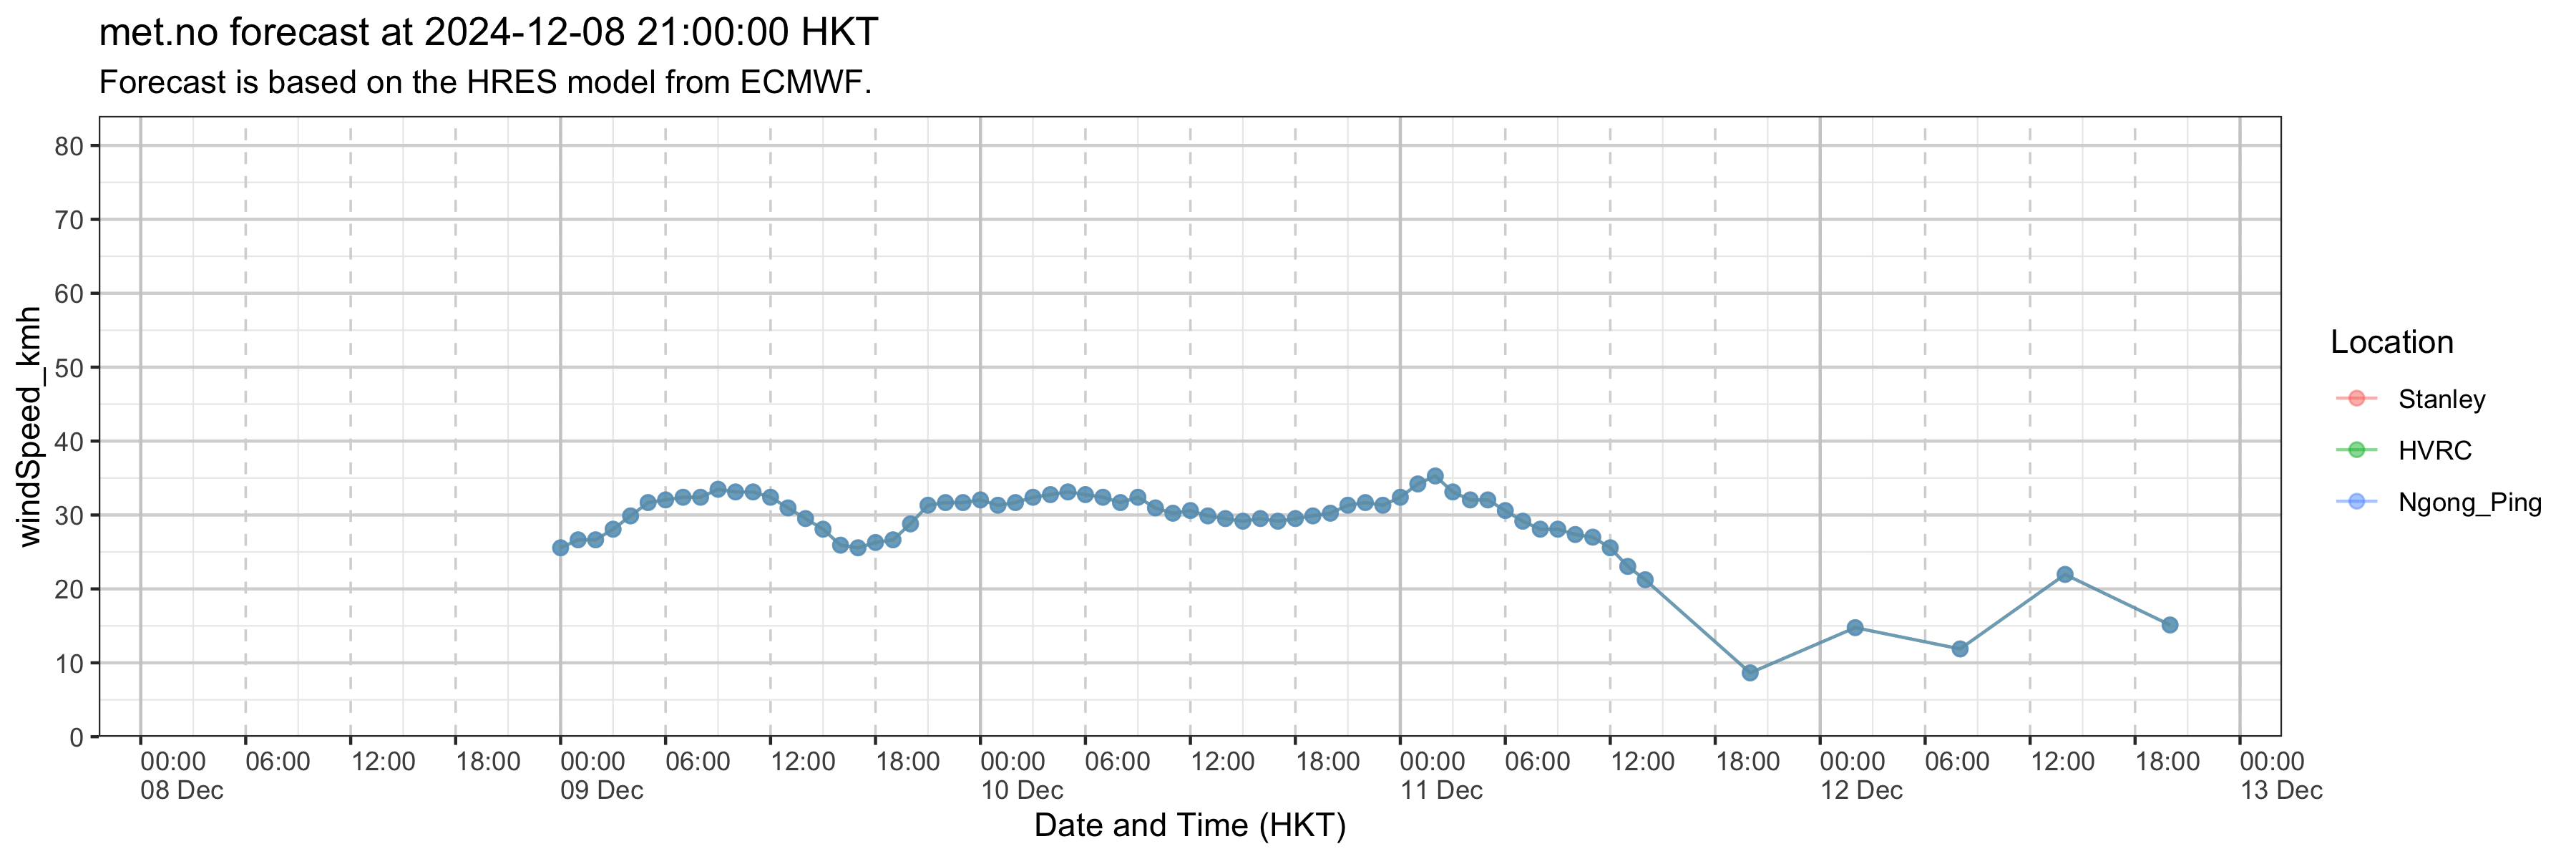 met.no forecast at 2024-12-08 21:00:00 HKT
Forecast is based on the HRES model from ECMWF.
windSpeed_kmh
80
70
60
50
40
30
20
10
0
00:00 06:00 12:00 18:00 00:00 06:00 12:00 18:00 00:00 06:00 12:00 18:00 00:00 06:00 12:00 18:00 00:00 06:00 12:00 18:00 00:00
08 Dec 09 Dec 10 Dec 11 Dec 12 Dec 13 Dec
Date and Time (HKT)
Location
Stanley
HVRC
Ngong_Ping